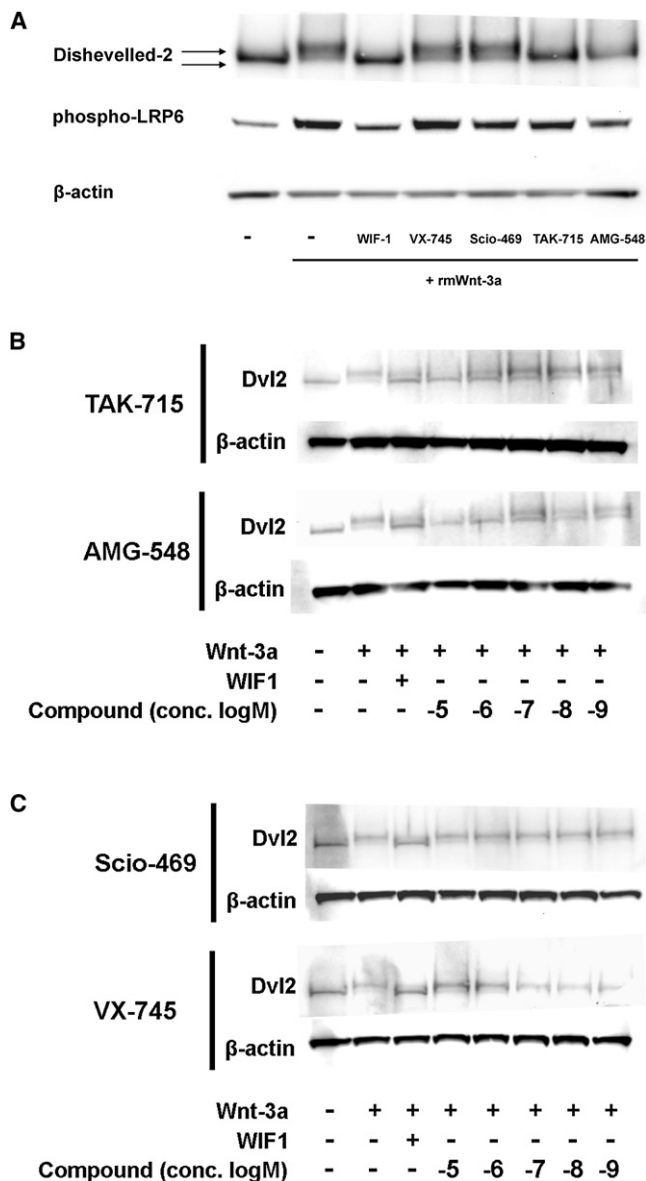 A
Dishevelled-2
phospho-LRP6
β-actin
- - WIF-1 VX-745 Scio-469 TAK-715 AMG-548
+ rmWnt-3a
B
TAK-715
Dvl2
β-actin
AMG-548
Dvl2
β-actin
Wnt-3a - + + + + + + +
WIF1 - - + - - - - -
Compound (conc. logM) - - - -5 -6 -7 -8 -9
C
Scio-469
Dvl2
β-actin
VX-745
Dvl2
β-actin
Wnt-3a - + + + + + + +
WIF1 - - + - - - - -
Compound (conc. logM) - - - -5 -6 -7 -8 -9